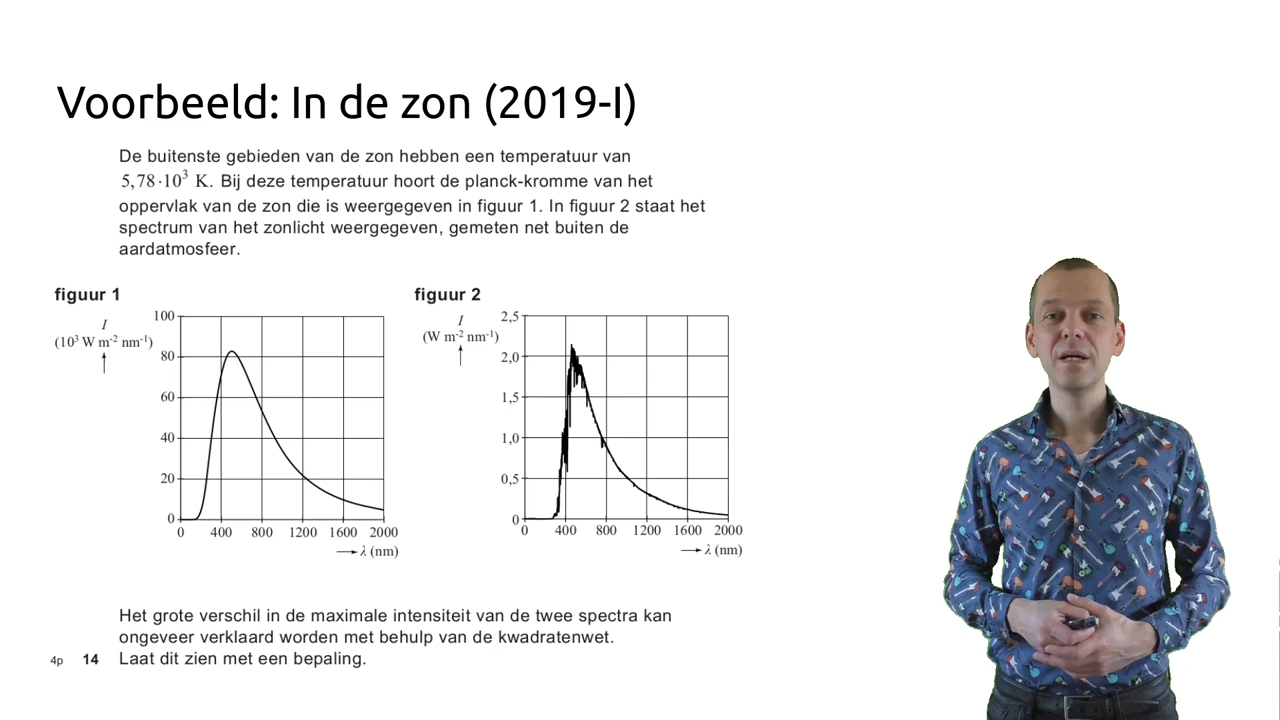 Voorbeeld: In de zon (2019-I)
De buitenste gebieden van de zon hebben een temperatuur van
5,78·10³ K. Bij deze temperatuur hoort de planck-kromme van het
oppervlak van de zon die is weergegeven in figuur 1. In figuur 2 staat het
spectrum van het zonlicht weergegeven, gemeten net buiten de
aardatmosfeer.
figuur 1
I
(10³ W m⁻² nm⁻¹)
100
80
60
40
20
0
0 400 800 1200 1600 2000
λ (nm)
figuur 2
I
(W m⁻² nm⁻¹)
2,5
2,0
1,5
1,0
0,5
0
0 400 800 1200 1600 2000
λ (nm)
Het grote verschil in de maximale intensiteit van de twee spectra kan
ongeveer verklaard worden met behulp van de kwadratenwet.
4p 14 Laat dit zien met een bepaling.